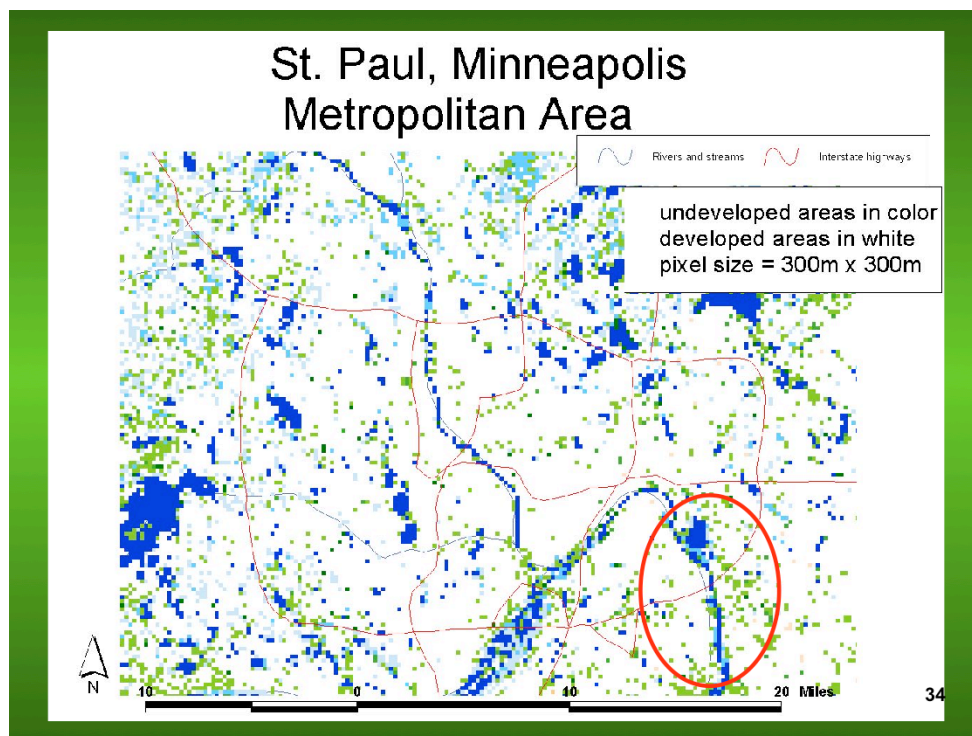 St. Paul, Minneapolis
Metropolitan Area
Rivers and streams Interstate highways
undeveloped areas in color
developed areas in white
pixel size = 300m x 300m
N
10 0 10 20 Miles
34